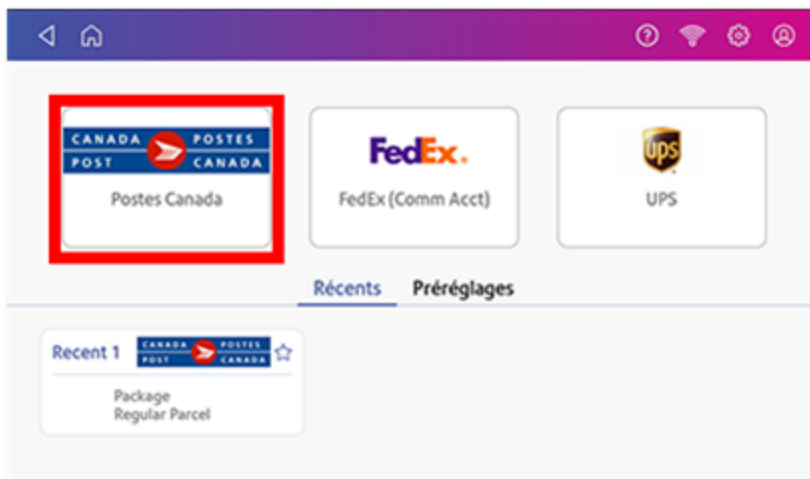 CANADA POSTES
POST CANADA
Postes Canada
FedEx.
FedEx (Comm Acct)
ups
UPS
Récents Préréglages
Recent 1
CANADA POSTES
POST CANADA
Package
Regular Parcel